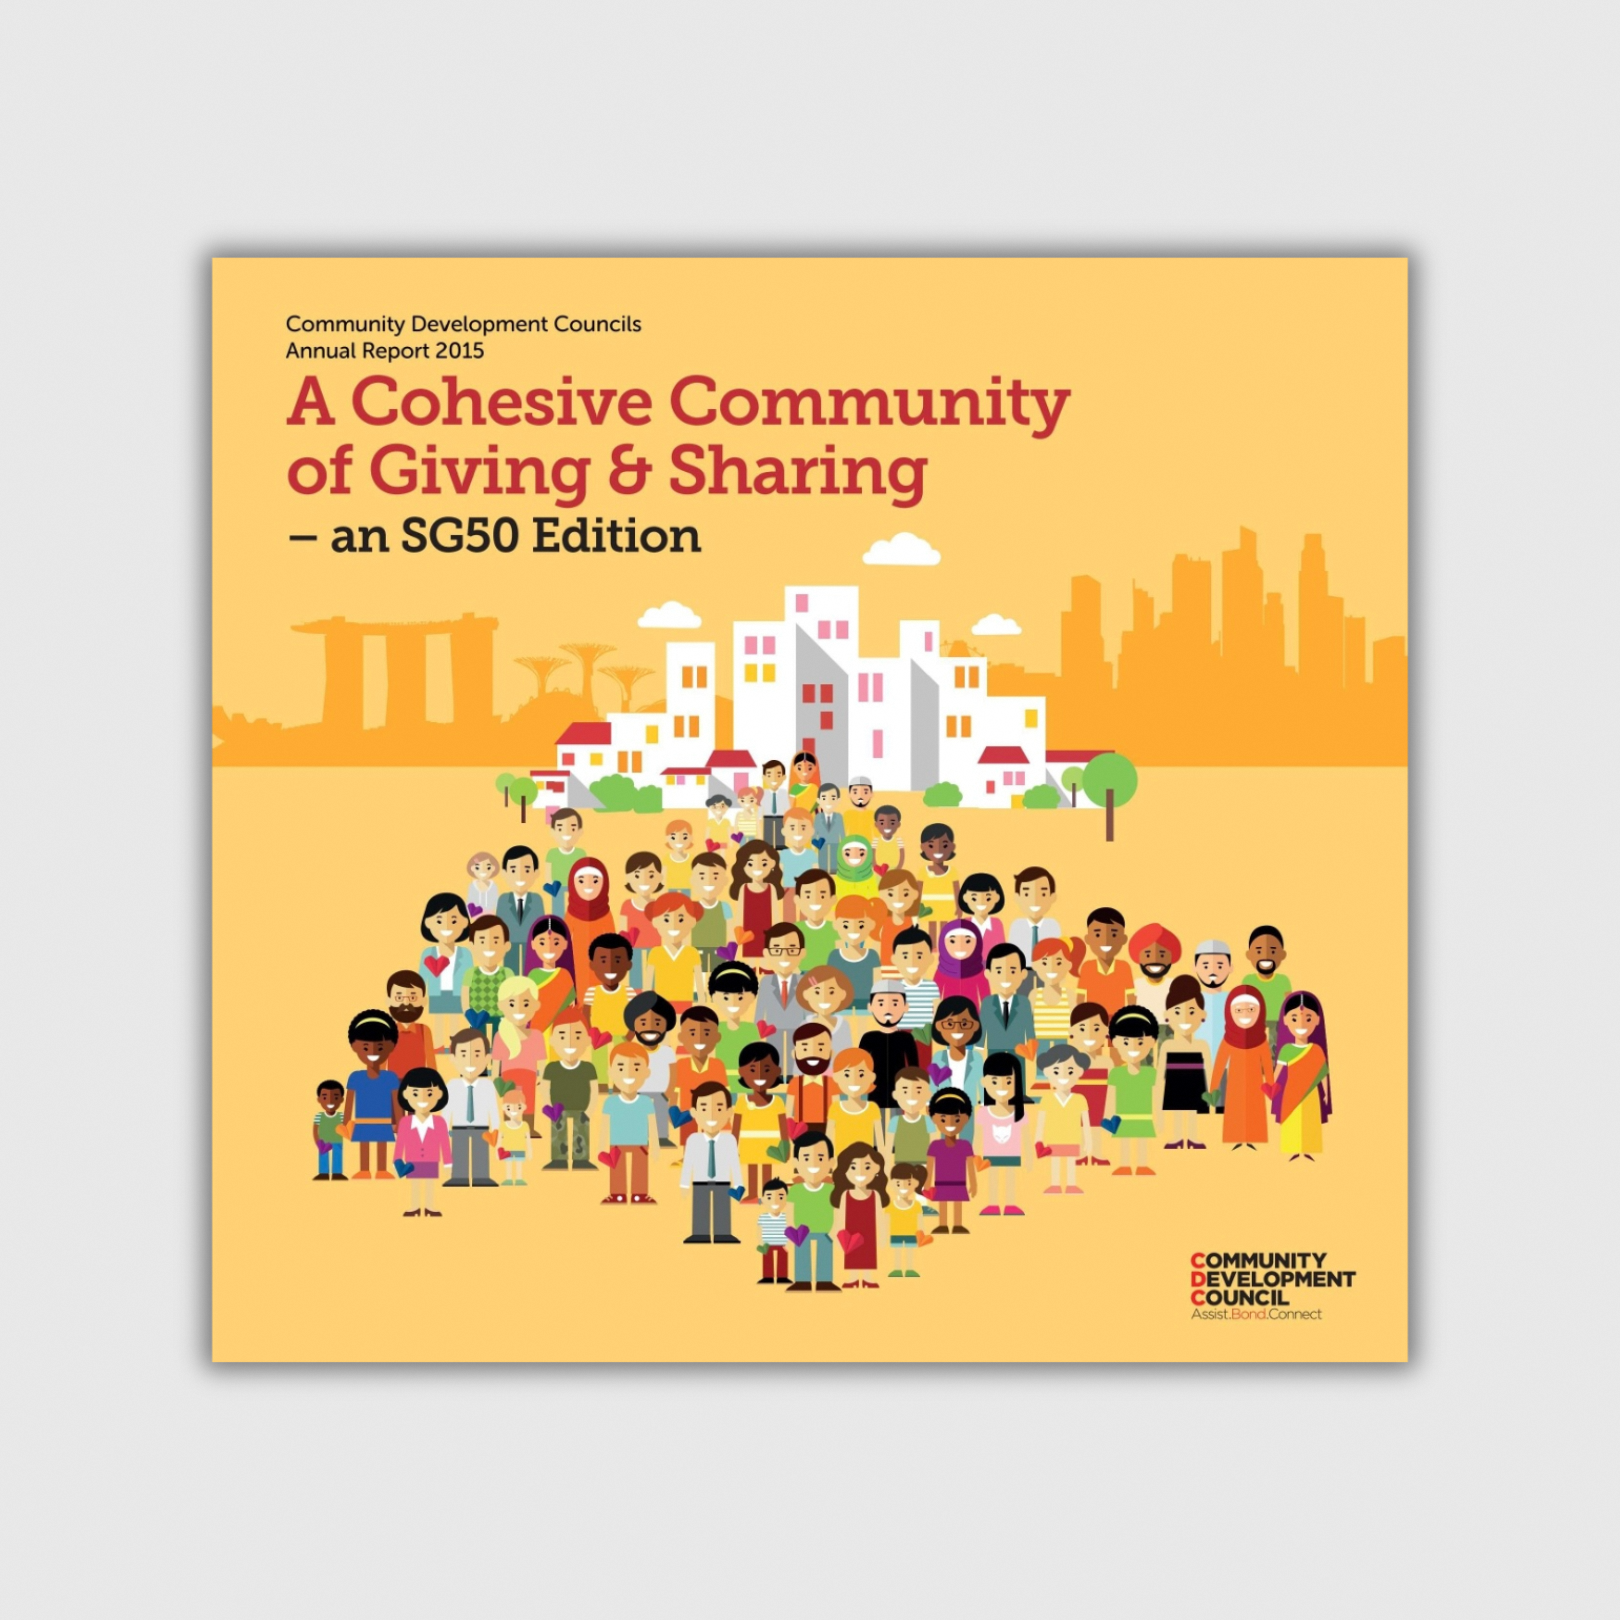 Community Development Councils
Annual Report 2015
A Cohesive Community
of Giving & Sharing
– an SG50 Edition
COMMUNITY
DEVELOPMENT
COUNCIL
Assist.Bond.Connect